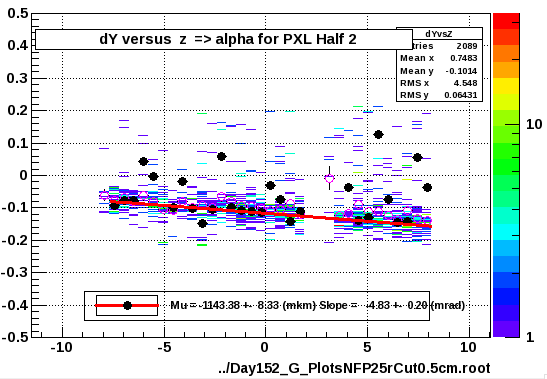 dY versus z => alpha for PXL Half 2
dYvsZ
tries 2089
Mean x 0.7483
Mean y -0.1014
RMS x 4.548
RMS y 0.06431
0.5
0.4
0.3
0.2
0.1
0
-0.1
-0.2
-0.3
-0.4
-0.5
10
1
Mu = -1143.38 +- 8.33 (mkm) Slope = -4.83 +- 0.20 (mrad)
-10 -5 0 5 10
../Day152_G_PlotsNFP25rCut0.5cm.root